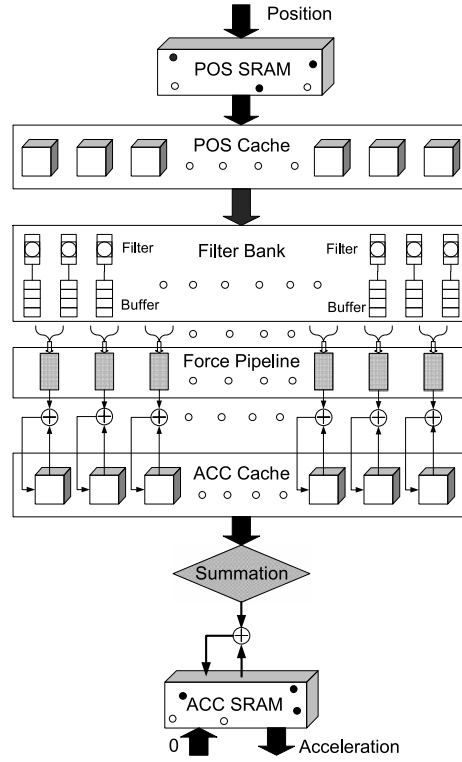 Position
POS SRAM
POS Cache
Filter
Filter Bank
Filter
Buffer
Buffer
Force Pipeline
ACC Cache
Summation
ACC SRAM
0
Acceleration